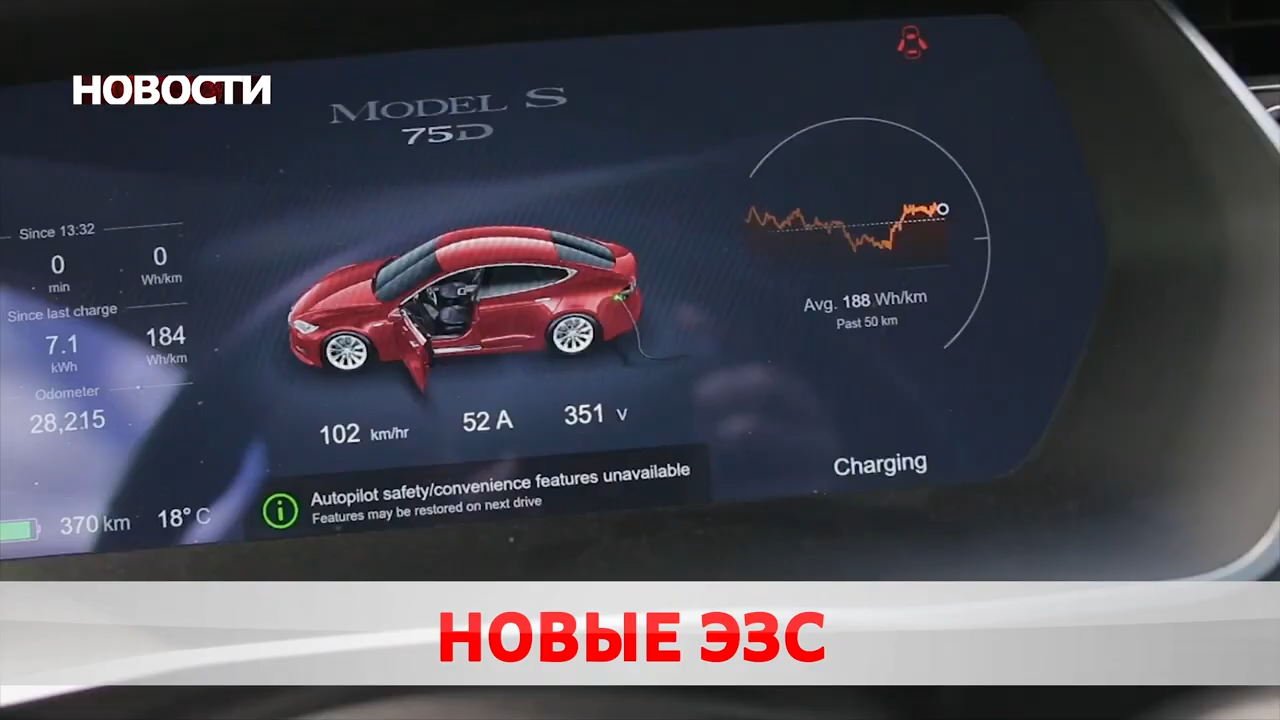 НОВОСТИ
MODEL S
75D
Since 13:32
0 0
min Wh/km
Since last charge
7.1 184
kWh Wh/km
Odometer
28,215
370 km 18° C
102 km/hr 52 A 351 V
Autopilot safety/convenience features unavailable
Features may be restored on next drive
Avg. 188 Wh/km
Past 50 km
Charging
НОВЫЕ ЭЗС